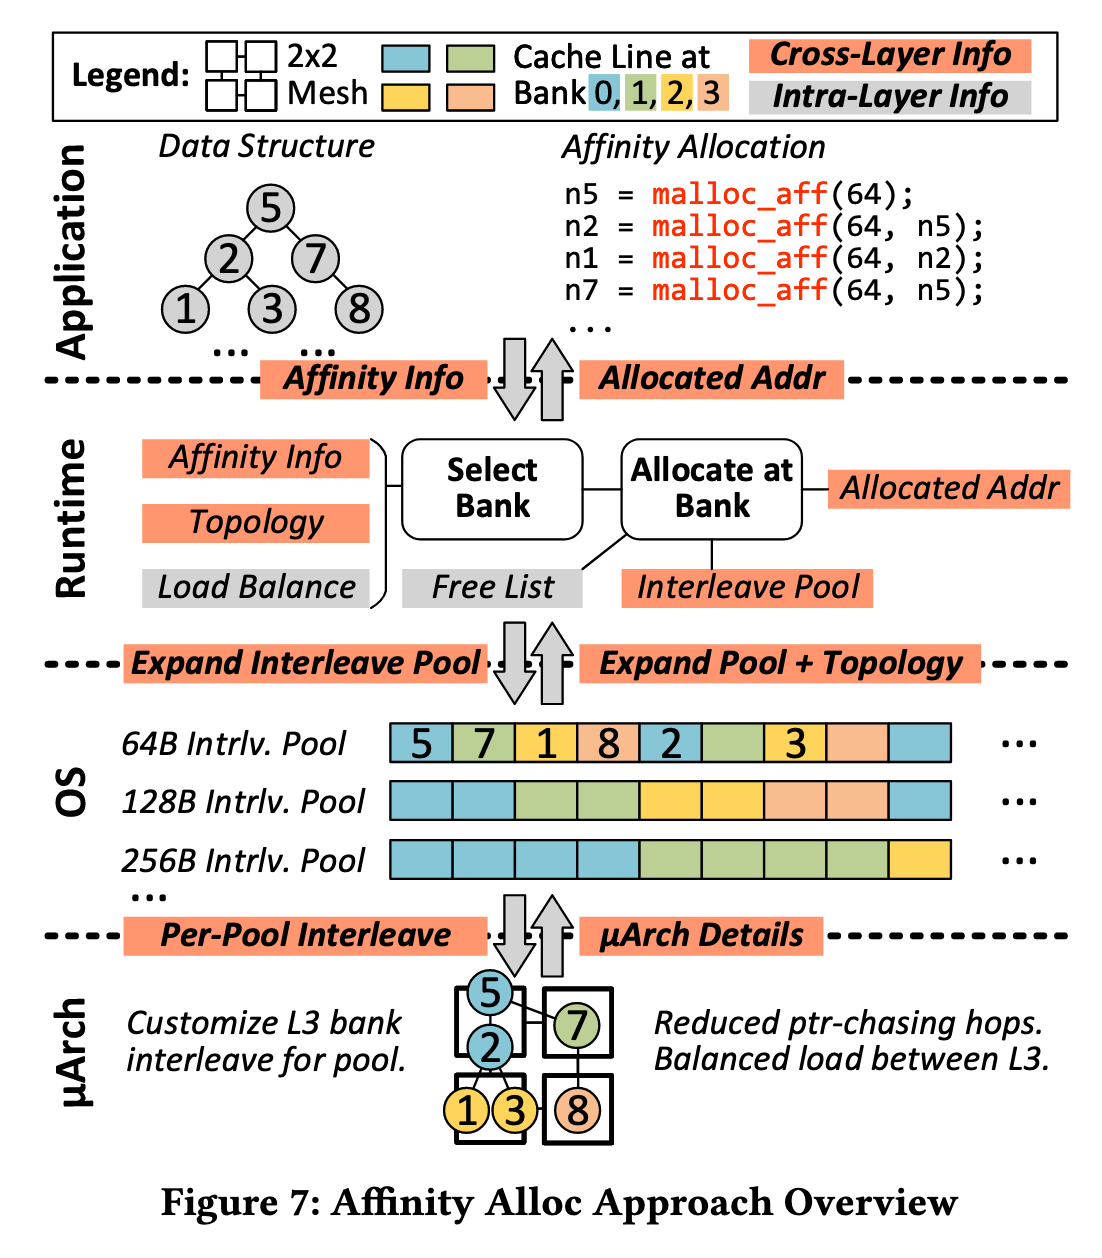 Legend:
2x2
Mesh
Cache Line at
Bank 0, 1, 2, 3
Cross-Layer Info
Intra-Layer Info
Application
Data Structure
5
2 7
1 3 8
... ...
Affinity Allocation
n5 = malloc_aff(64);
n2 = malloc_aff(64, n5);
n1 = malloc_aff(64, n2);
n7 = malloc_aff(64, n5);
...
Affinity Info
Allocated Addr
Runtime
Affinity Info
Topology
Load Balance
Select
Bank
Allocate at
Bank
Allocated Addr
Free List
Interleave Pool
Expand Interleave Pool
Expand Pool + Topology
OS
64B Intrlv. Pool 5 7 1 8 2 3 ...
128B Intrlv. Pool ...
256B Intrlv. Pool ...
...
Per-Pool Interleave
μArch Details
μArch
Customize L3 bank
interleave for pool.
5
7
2
1 3 8
Reduced ptr-chasing hops.
Balanced load between L3.
Figure 7: Affinity Alloc Approach Overview